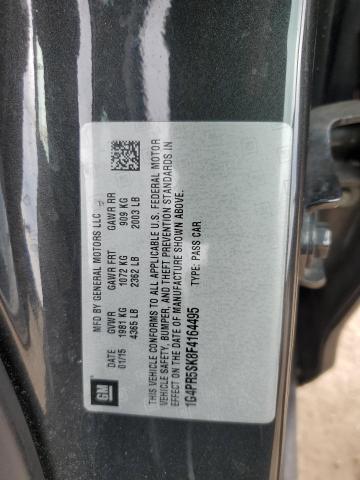 MFD BY GENERAL MOTORS LLC
DATE GVWR GAWR FRT GAWR RR
01/15 1981 KG 1072 KG 909 KG
4365 LB 2362 LB 2003 LB
THIS VEHICLE CONFORMS TO ALL APPLICABLE U.S. FEDERAL MOTOR
VEHICLE SAFETY, BUMPER, AND THEFT PREVENTION STANDARDS IN
EFFECT ON THE DATE OF MANUFACTURE SHOWN ABOVE.
1G4PR5SK8F4164495 TYPE: PASS CAR
GM